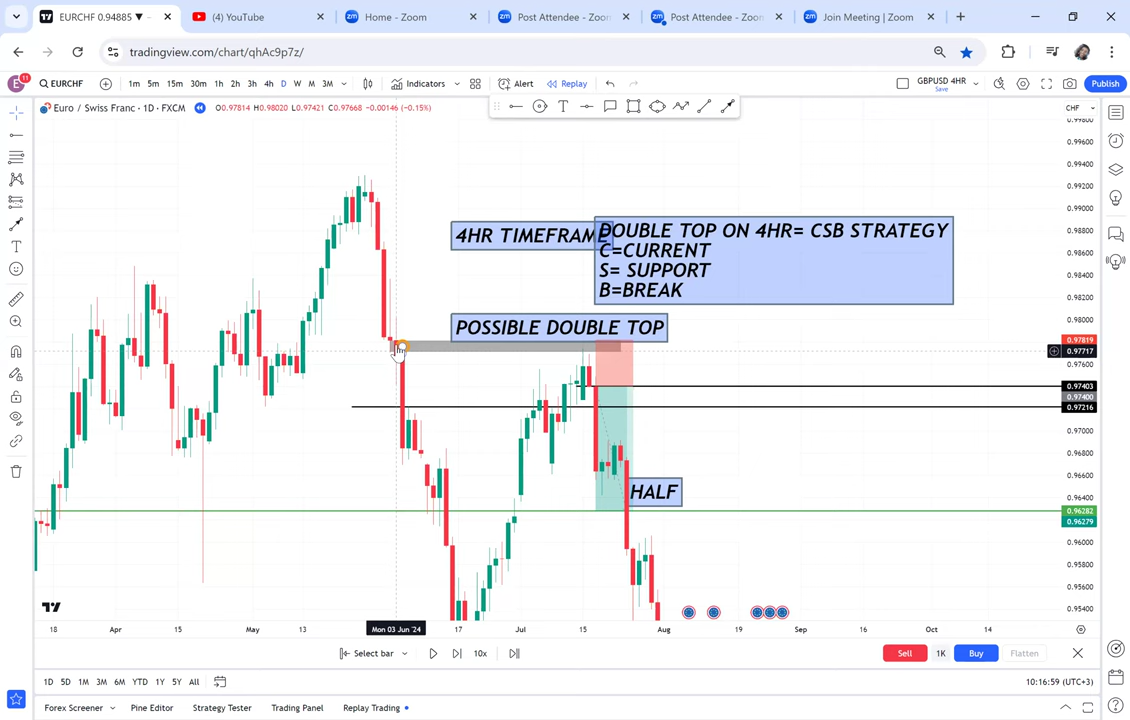 EURCHF 0.94885 ▼ –
(4) YouTube
Home - Zoom
Post Attendee - Zoom
Post Attendee - Zoom
Join Meeting | Zoom
tradingview.com/chart/qhAc9p7z/
E
11
EURCHF
1m 5m 15m 30m 1h 2h 3h 4h D W M 3M
Indicators
Alert
Replay
GBPUSD 4HR
Save
Publish
Euro / Swiss Franc · 1D · FXCM
O0.97814 H0.98020 L0.97421 C0.97668 −0.00146 (−0.15%)
CHF
0.99800
0.99600
0.99400
0.99200
0.99000
0.98800
0.98600
0.98400
0.98200
0.98000
0.97819
0.97717
0.97600
0.97403
0.97400
0.97216
0.97000
0.96800
0.96600
0.96400
0.96282
0.96279
0.96000
0.95800
0.95600
0.95400
4HR TIMEFRAME
DOUBLE TOP ON 4HR= CSB STRATEGY
C=CURRENT
S= SUPPORT
B=BREAK
POSSIBLE DOUBLE TOP
HALF
18 Apr 15 May 13 Mon 03 Jun '24 17 Jul 15 Aug 19 Sep 16 Oct 14
Select bar
10x
Sell
1K
Buy
Flatten
1D 5D 1M 3M 6M YTD 1Y 5Y All
10:16:59 (UTC+3)
Forex Screener
Pine Editor
Strategy Tester
Trading Panel
Replay Trading